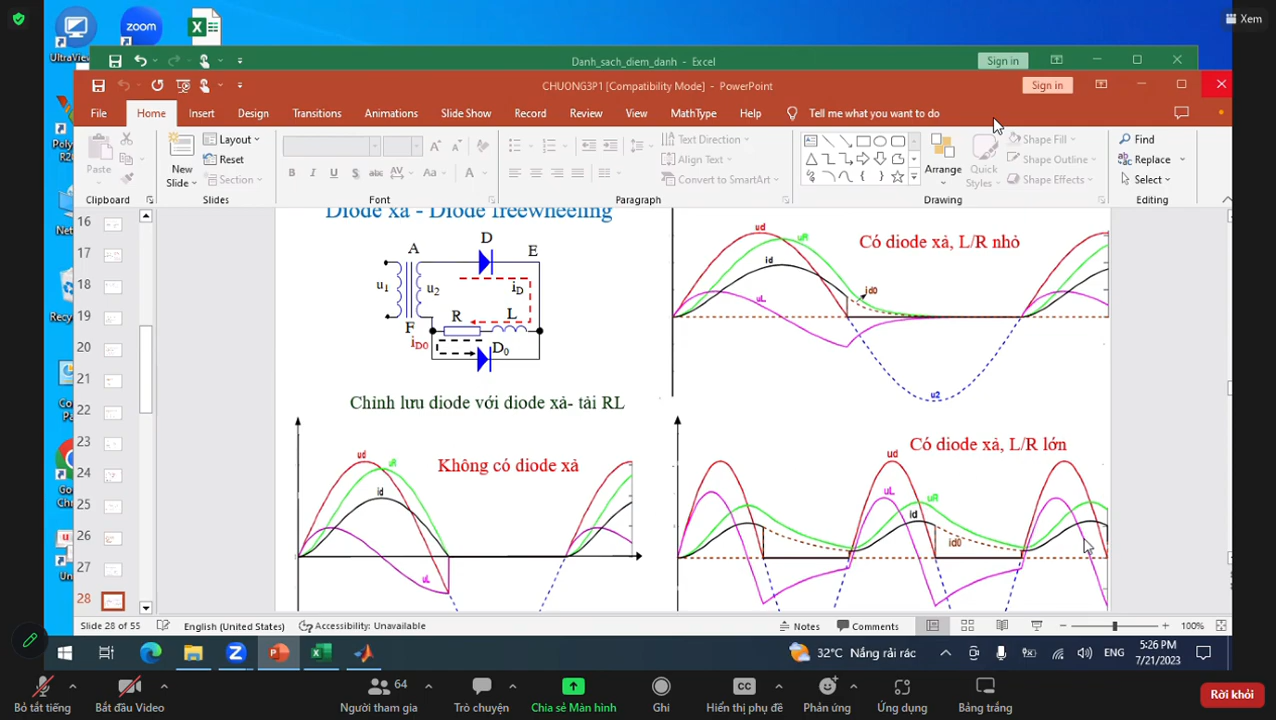 Xem
UltraView
zoom
Danh_sach_diem_danh - Excel
Sign in
CHUONG3P1 [Compatibility Mode] - PowerPoint
Sign in
File Home Insert Design Transitions Animations Slide Show Record Review View MathType Help Tell me what you want to do
Paste
New
Slide
Layout
Reset
Section
B I U S abc AV Aa A
Text Direction
Align Text
Convert to SmartArt
Arrange
Quick
Styles
Shape Fill
Shape Outline
Shape Effects
Find
Replace
Select
Clipboard Slides Font Paragraph Drawing Editing
16
17
18
19
20
21
22
23
24
25
26
27
28
Diode xả - Diode freewheeling
A D E
u1 u2 iD
F R L
iD0 D0
Chỉnh lưu diode với diode xả- tải RL
ud uR id uL id0 u2
Có diode xả, L/R nhỏ
ud uR id uL
Không có diode xả
ud uL uR id id0
Có diode xả, L/R lớn
Slide 28 of 55 English (United States) Accessibility: Unavailable Notes Comments 100%
32°C Nắng rải rác ENG
5:26 PM
7/21/2023
Bỏ tắt tiếng
Bắt đầu Video
64
Người tham gia
Trò chuyện
Chia sẻ Màn hình
Ghi
CC
Hiển thị phụ đề
Phản ứng
Ứng dụng
Bảng trắng
Rời khỏi